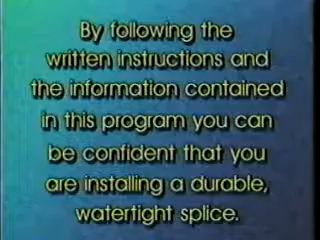 By following the
written instructions and
the information contained
in this program you can
be confident that you
are installing a durable,
watertight splice.